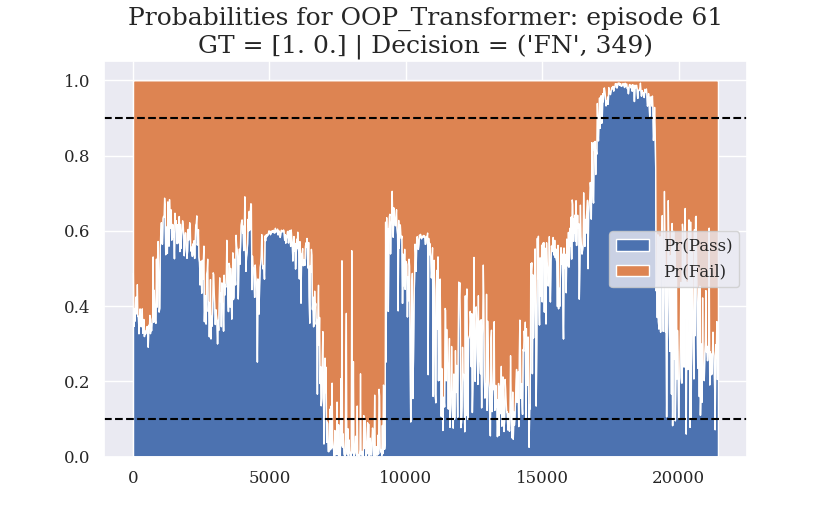 Probabilities for OOP_Transformer: episode 61
GT = [1. 0.] | Decision = ('FN', 349)
1.0
0.8
0.6
0.4
0.2
0.0
Pr(Pass)
Pr(Fail)
0
5000
10000
15000
20000